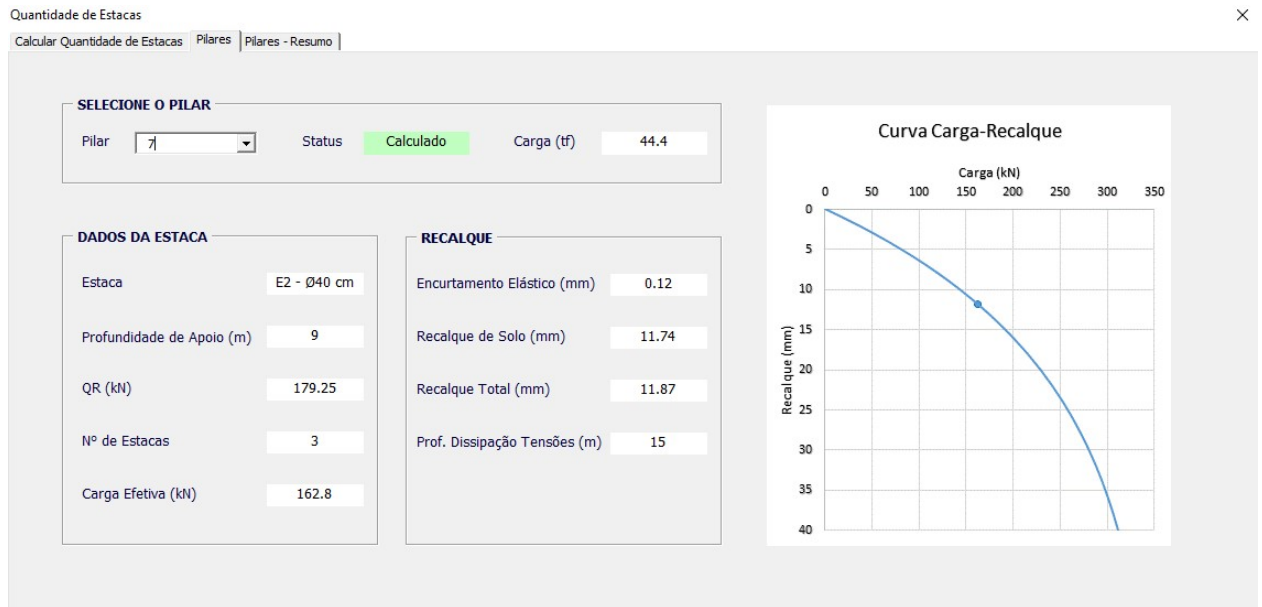 Quantidade de Estacas
Calcular Quantidade de Estacas Pilares Pilares - Resumo
SELECIONE O PILAR
Pilar 7 Status Calculado Carga (tf) 44.4
DADOS DA ESTACA
Estaca E2 - Ø40 cm
Profundidade de Apoio (m) 9
QR (kN) 179.25
Nº de Estacas 3
Carga Efetiva (kN) 162.8
RECALQUE
Encurtamento Elástico (mm) 0.12
Recalque de Solo (mm) 11.74
Recalque Total (mm) 11.87
Prof. Dissipação Tensões (m) 15
Curva Carga-Recalque
Carga (kN)
0 50 100 150 200 250 300 350
0
5
10
15
20
25
30
35
40
Recalque (mm)